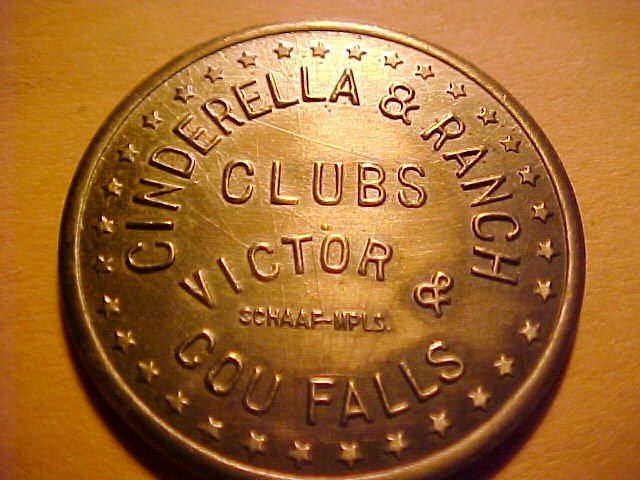 CINDERELLA & RANCH
CLUBS
VICTOR &
SCHAAF-MPLS.
COU FALLS